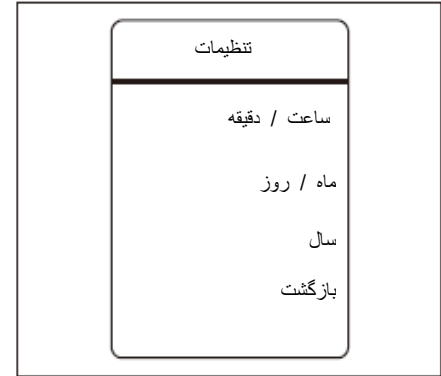 تنظیمات
ساعت / دقیقه
ماه / روز
سال
بازگشت